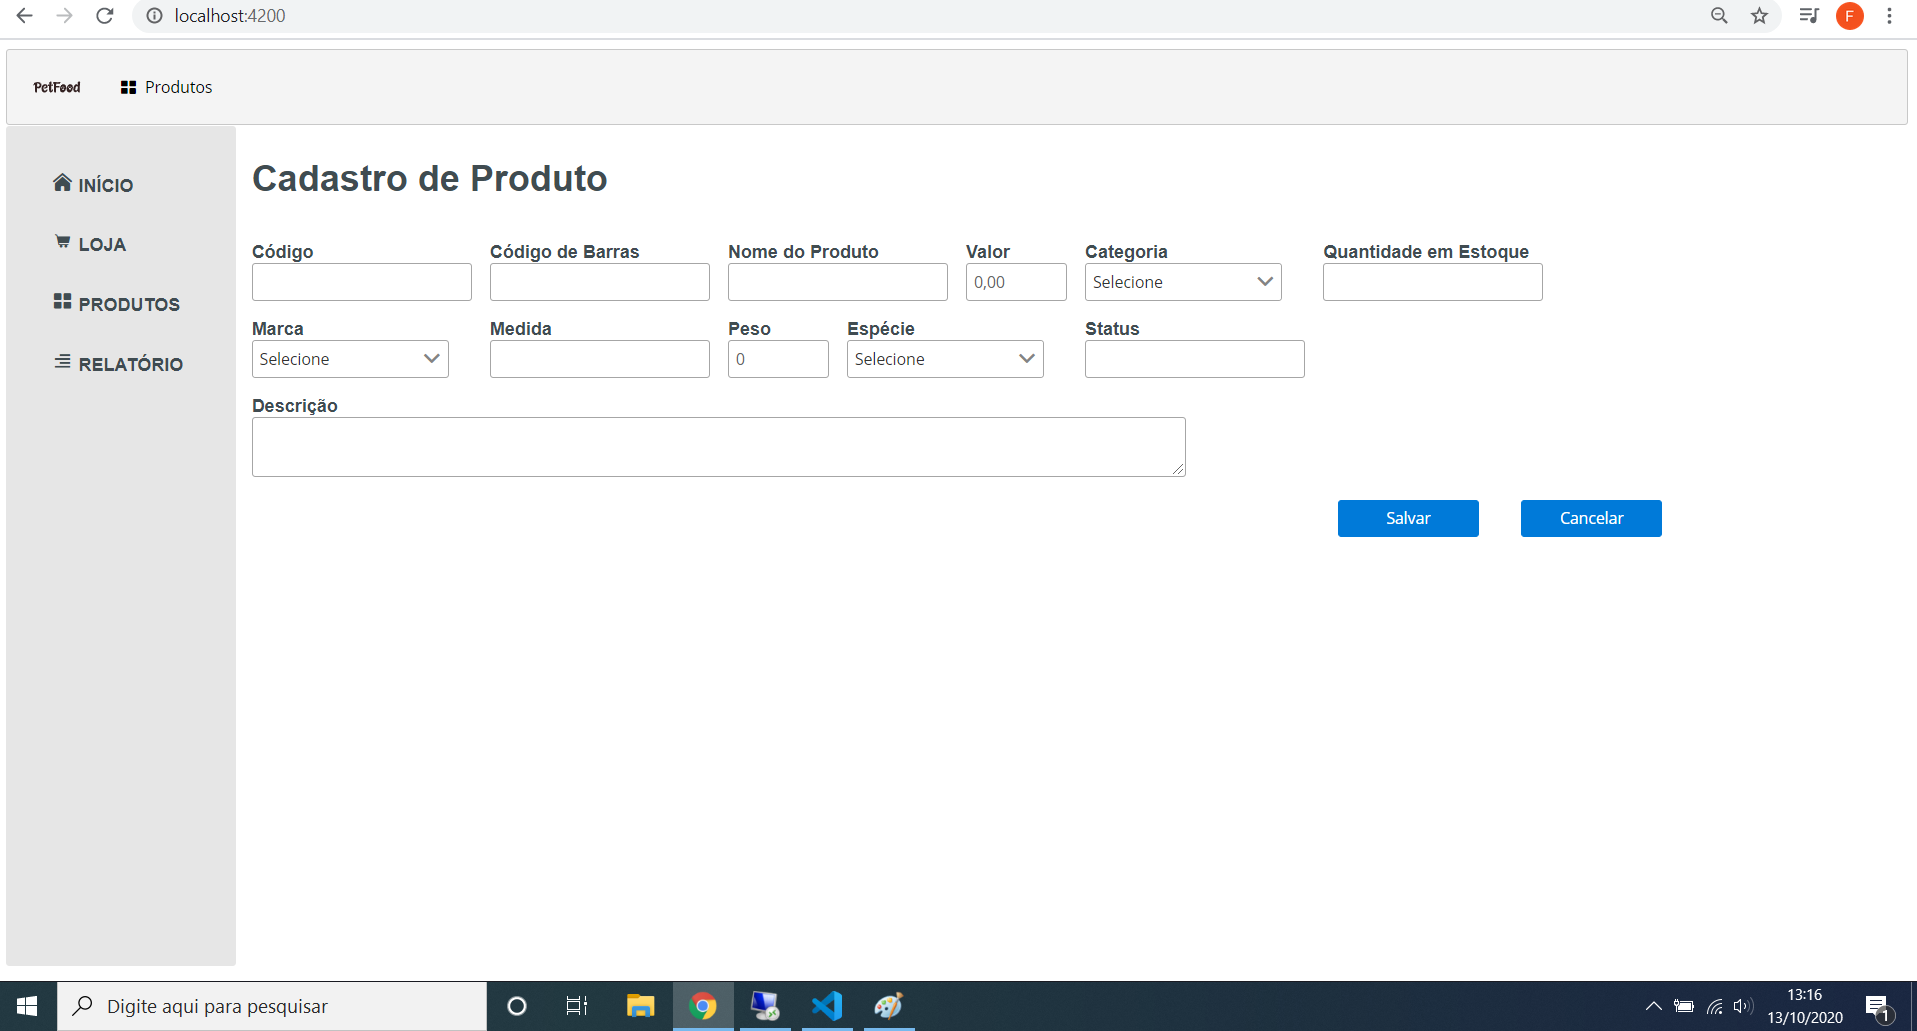 localhost:4200
F
PetFood
Produtos
INÍCIO
LOJA
PRODUTOS
RELATÓRIO
Cadastro de Produto
Código Código de Barras Nome do Produto Valor Categoria Quantidade em Estoque
0,00 Selecione
Marca Medida Peso Espécie Status
Selecione 0 Selecione
Descrição
Salvar Cancelar
Digite aqui para pesquisar
13:16
13/10/2020
1